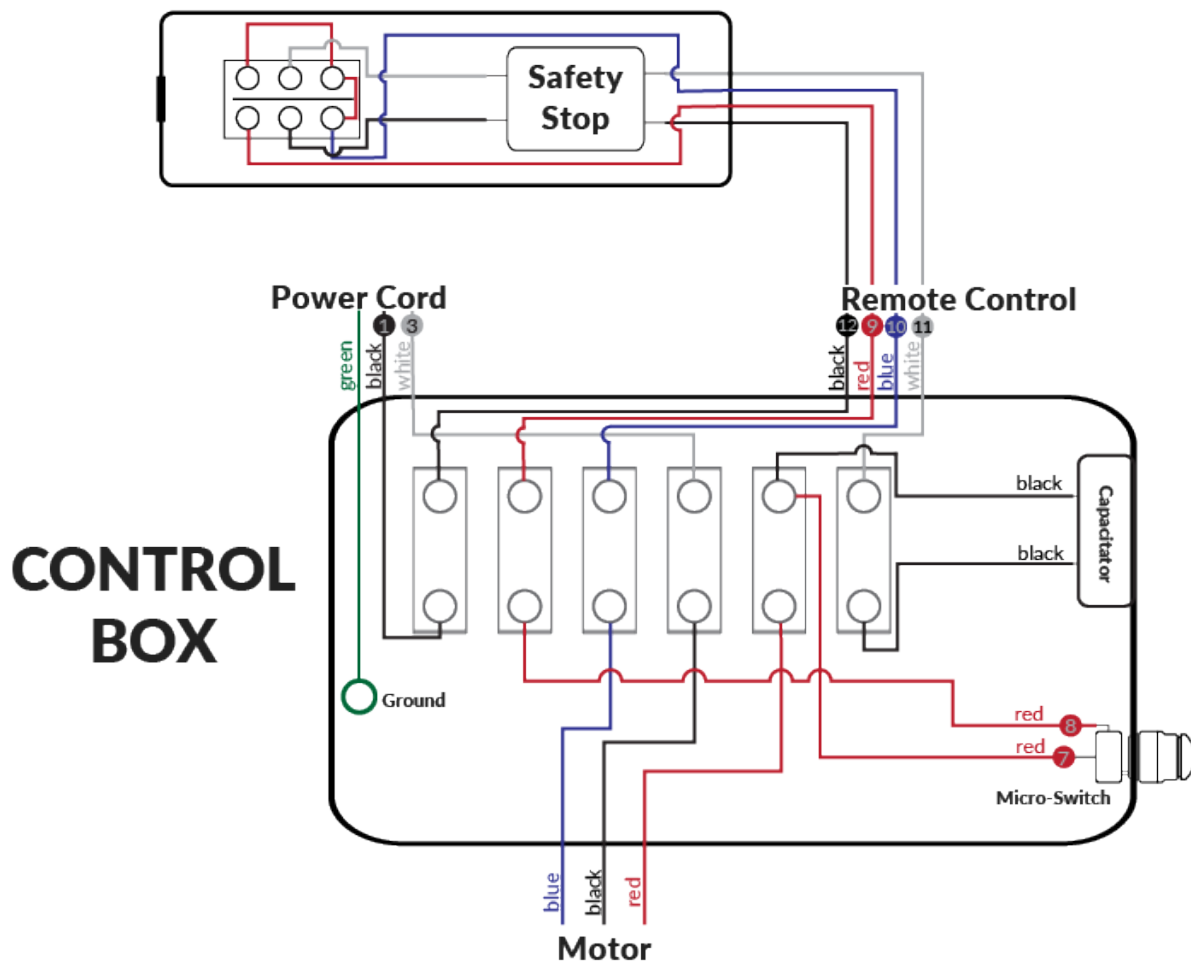 Safety
Stop
Power Cord
Remote Control
1
3
12
9
10
11
green
black
white
black
red
blue
white
black
Capacitator
black
CONTROL
BOX
Ground
red
8
red
7
Micro-Switch
blue
black
red
Motor